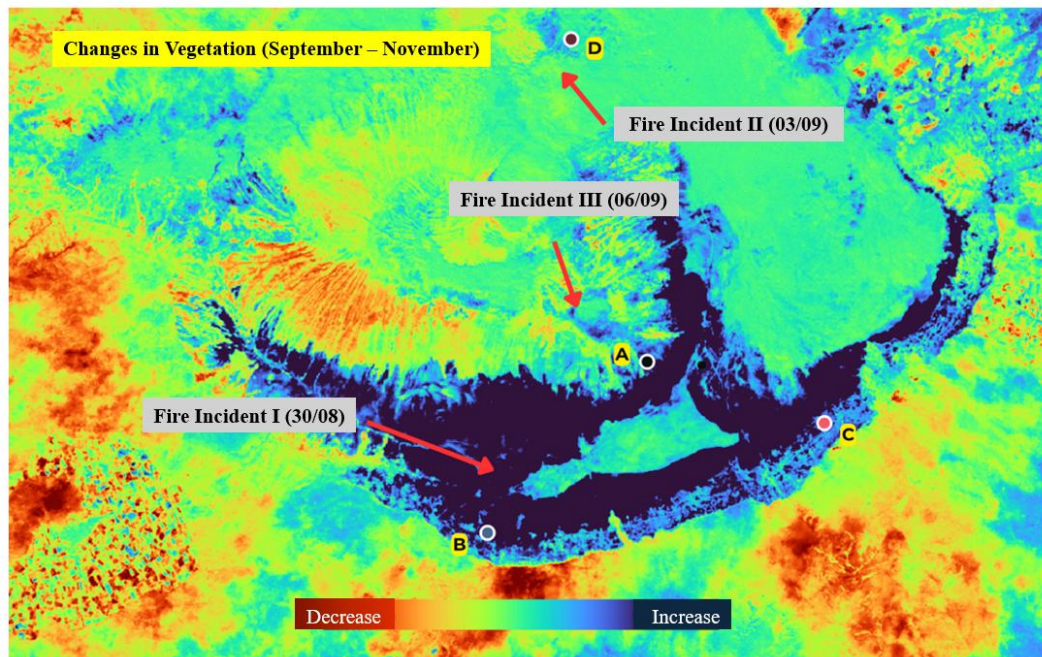 Changes in Vegetation (September – November)
D
Fire Incident II (03/09)
Fire Incident III (06/09)
A
Fire Incident I (30/08)
C
B
Decrease
Increase